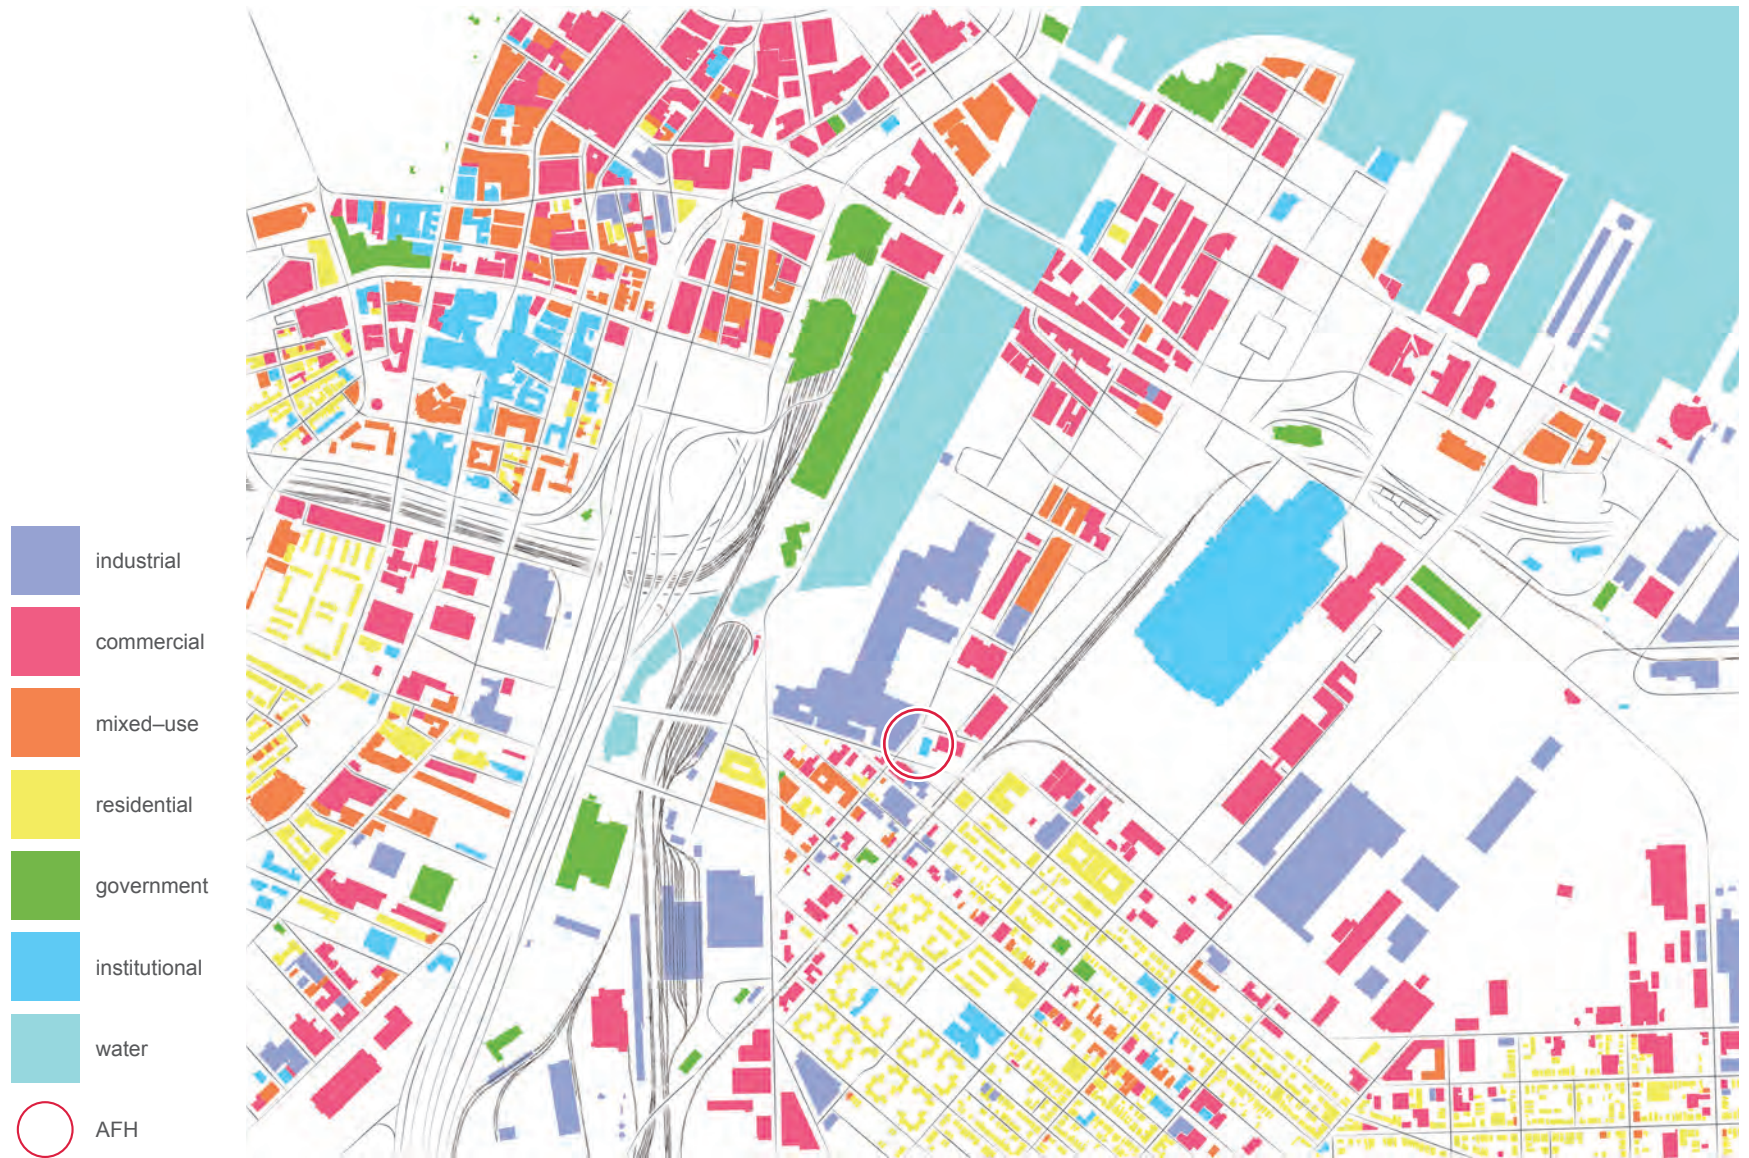 industrial
commercial
mixed–use
residential
government
institutional
water
AFH